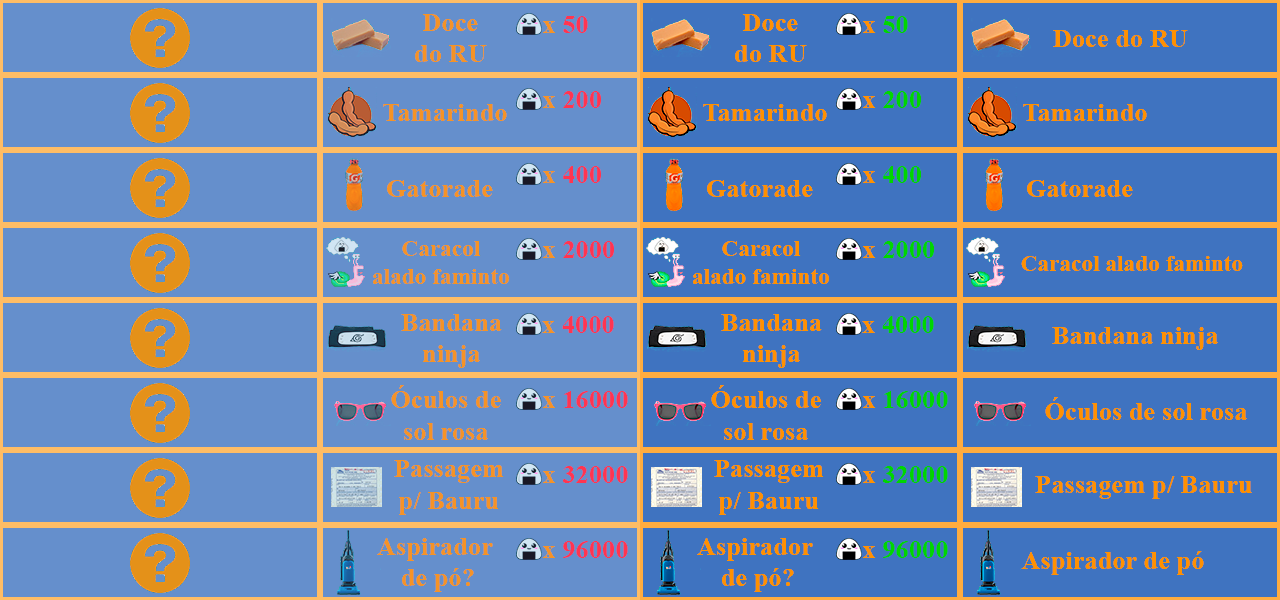 ?
Doce
do RU
x 50
Doce
do RU
x 50
Doce do RU
?
Tamarindo
x 200
Tamarindo
x 200
Tamarindo
?
Gatorade
x 400
Gatorade
x 400
Gatorade
?
Caracol
alado faminto
x 2000
Caracol
alado faminto
x 2000
Caracol alado faminto
?
Bandana
ninja
x 4000
Bandana
ninja
x 4000
Bandana ninja
?
Óculos de
sol rosa
x 16000
Óculos de
sol rosa
x 16000
Óculos de sol rosa
?
Passagem
p/ Bauru
x 32000
Passagem
p/ Bauru
x 32000
Passagem p/ Bauru
?
Aspirador
de pó?
x 96000
Aspirador
de pó?
x 96000
Aspirador de pó